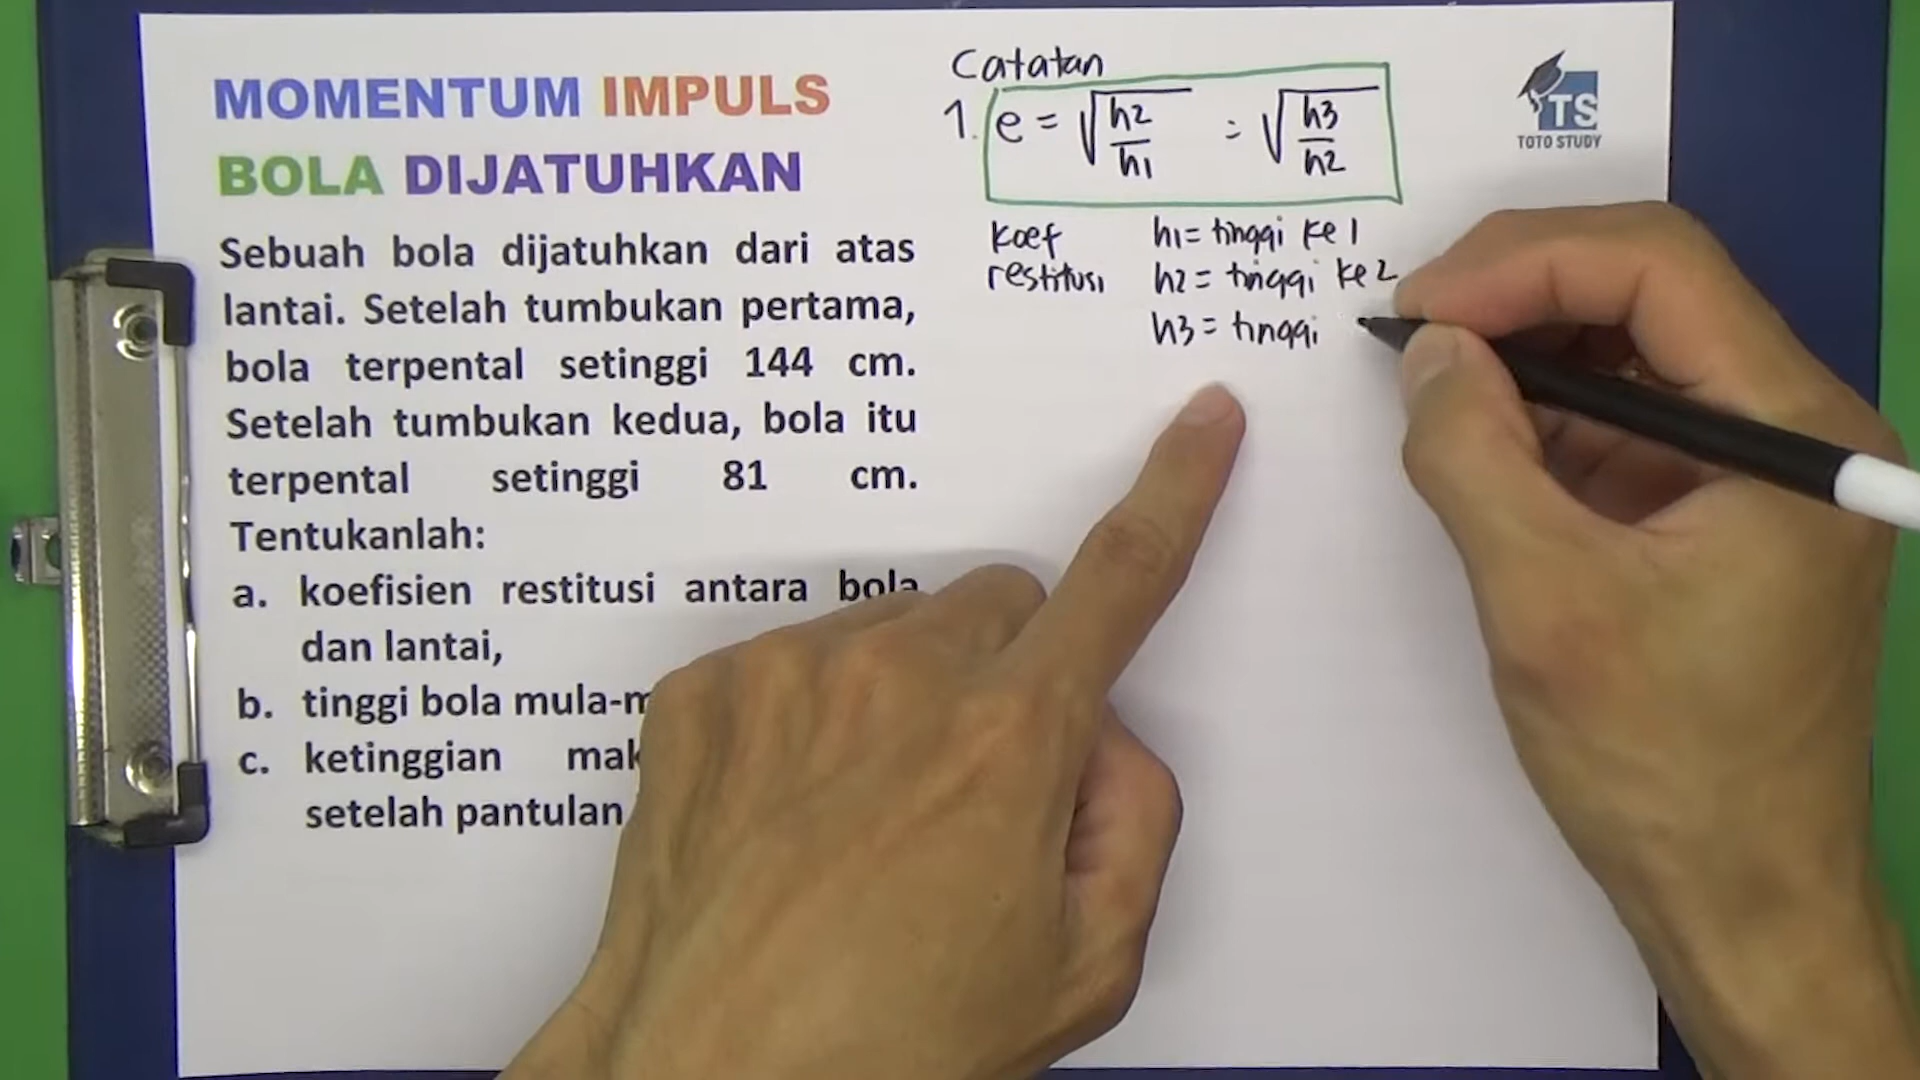 MOMENTUM IMPULS
BOLA DIJATUHKAN
Sebuah bola dijatuhkan dari atas
lantai. Setelah tumbukan pertama,
bola terpental setinggi 144 cm.
Setelah tumbukan kedua, bola itu
terpental setinggi 81 cm.
Tentukanlah:
a. koefisien restitusi antara bola
dan lantai,
b. tinggi bola
c. ketinggian
setelah pantulan
Catatan
1. e = √(h2/h1) = √(h3/h2)
koef
restitusi
h1 = tinggi ke 1
h2 = tinggi ke 2
h3 = tinggi
TS
TOTO STUDY